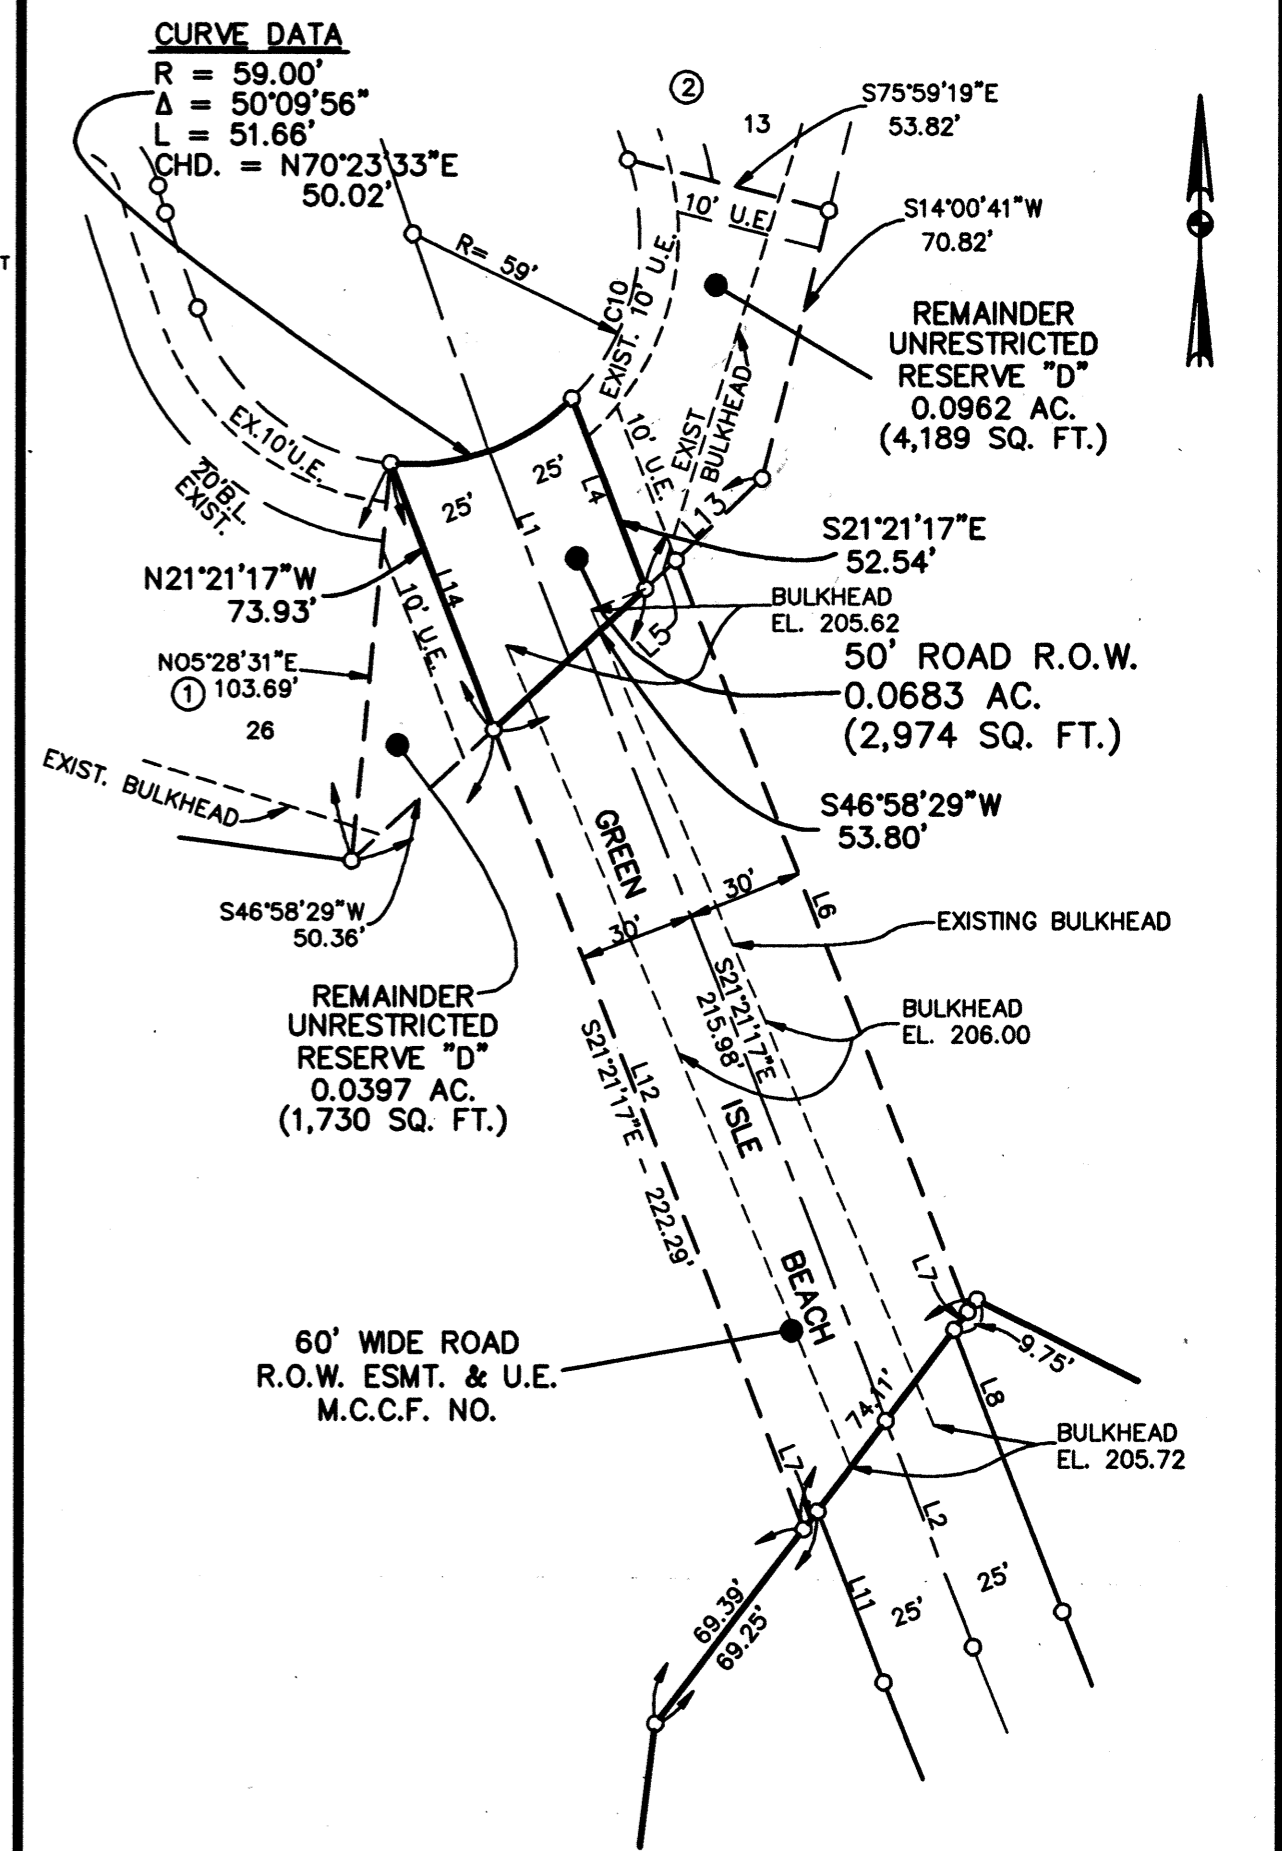 CURVE DATA
R = 59.00'
Δ = 50°09'56"
L = 51.66'
CHD. = N70°23'33"E
50.02'
②
13
S75°59'19"E
53.82'
10' U.E.
S14°00'41"W
70.82'
T
R= 59'
C10
EXIST. 10' U.E.
REMAINDER
UNRESTRICTED
RESERVE "D"
0.0962 AC.
(4,189 SQ. FT.)
EXIST
BULKHEAD
10' U.E.
EX.10'U.E.
20'B.L.
EXIST.
25'
25'
L1
L4
L13
S21°21'17"E
52.54'
N21°21'17"W
73.93'
L14
10' U.E.
BULKHEAD
EL. 205.62
L5
50' ROAD R.O.W.
0.0683 AC.
(2,974 SQ. FT.)
N05°28'31"E
① 103.69'
26
EXIST. BULKHEAD
S46°58'29"W
53.80'
S46°58'29"W
50.36'
GREEN
30'
30'
L6
EXISTING BULKHEAD
S21°21'17"E
215.98'
BULKHEAD
EL. 206.00
REMAINDER
UNRESTRICTED
RESERVE "D"
0.0397 AC.
(1,730 SQ. FT.)
L12
S21°21'17"E - 222.29'
ISLE
BEACH
L7
9.75'
60' WIDE ROAD
R.O.W. ESMT. & U.E.
M.C.C.F. NO.
74.11'
L8
BULKHEAD
EL. 205.72
L7
L2
L11
25'
25'
69.39'
69.25'